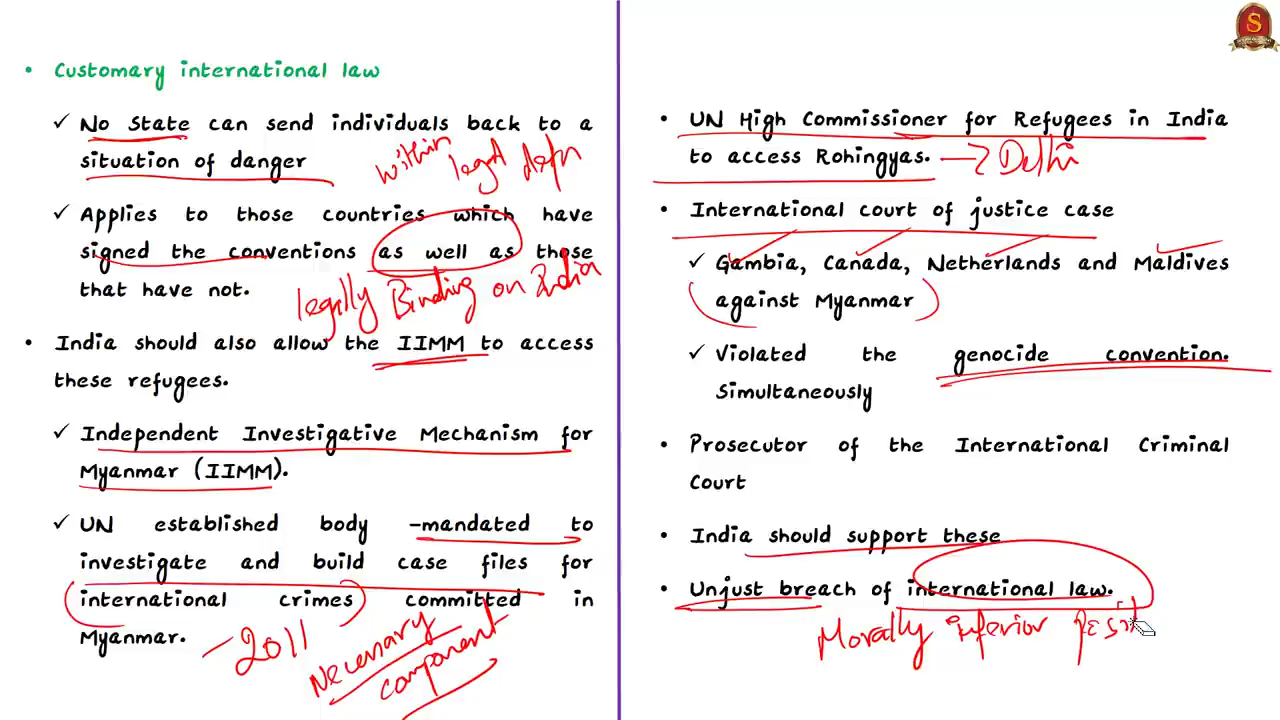 • Customary international law
✓ No State can send individuals back to a
situation of danger
within legal defn
✓ Applies to those countries which have
signed the conventions as well as those
that have not.
legally Binding on India
• India should also allow the IIMM to access
these refugees.
✓ Independent Investigative Mechanism for
Myanmar (IIMM).
✓ UN established body -mandated to
investigate and build case files for
international crimes committed in
Myanmar.
- 2011
Necessary
component
S
• UN High Commissioner for Refugees in India
to access Rohingyas. → Delhi
• International court of justice case
✓ Gambia, Canada, Netherlands and Maldives
against Myanmar
✓ Violated the genocide convention.
Simultaneously
• Prosecutor of the International Criminal
Court
• India should support these
• Unjust breach of international law.
Morally inferior